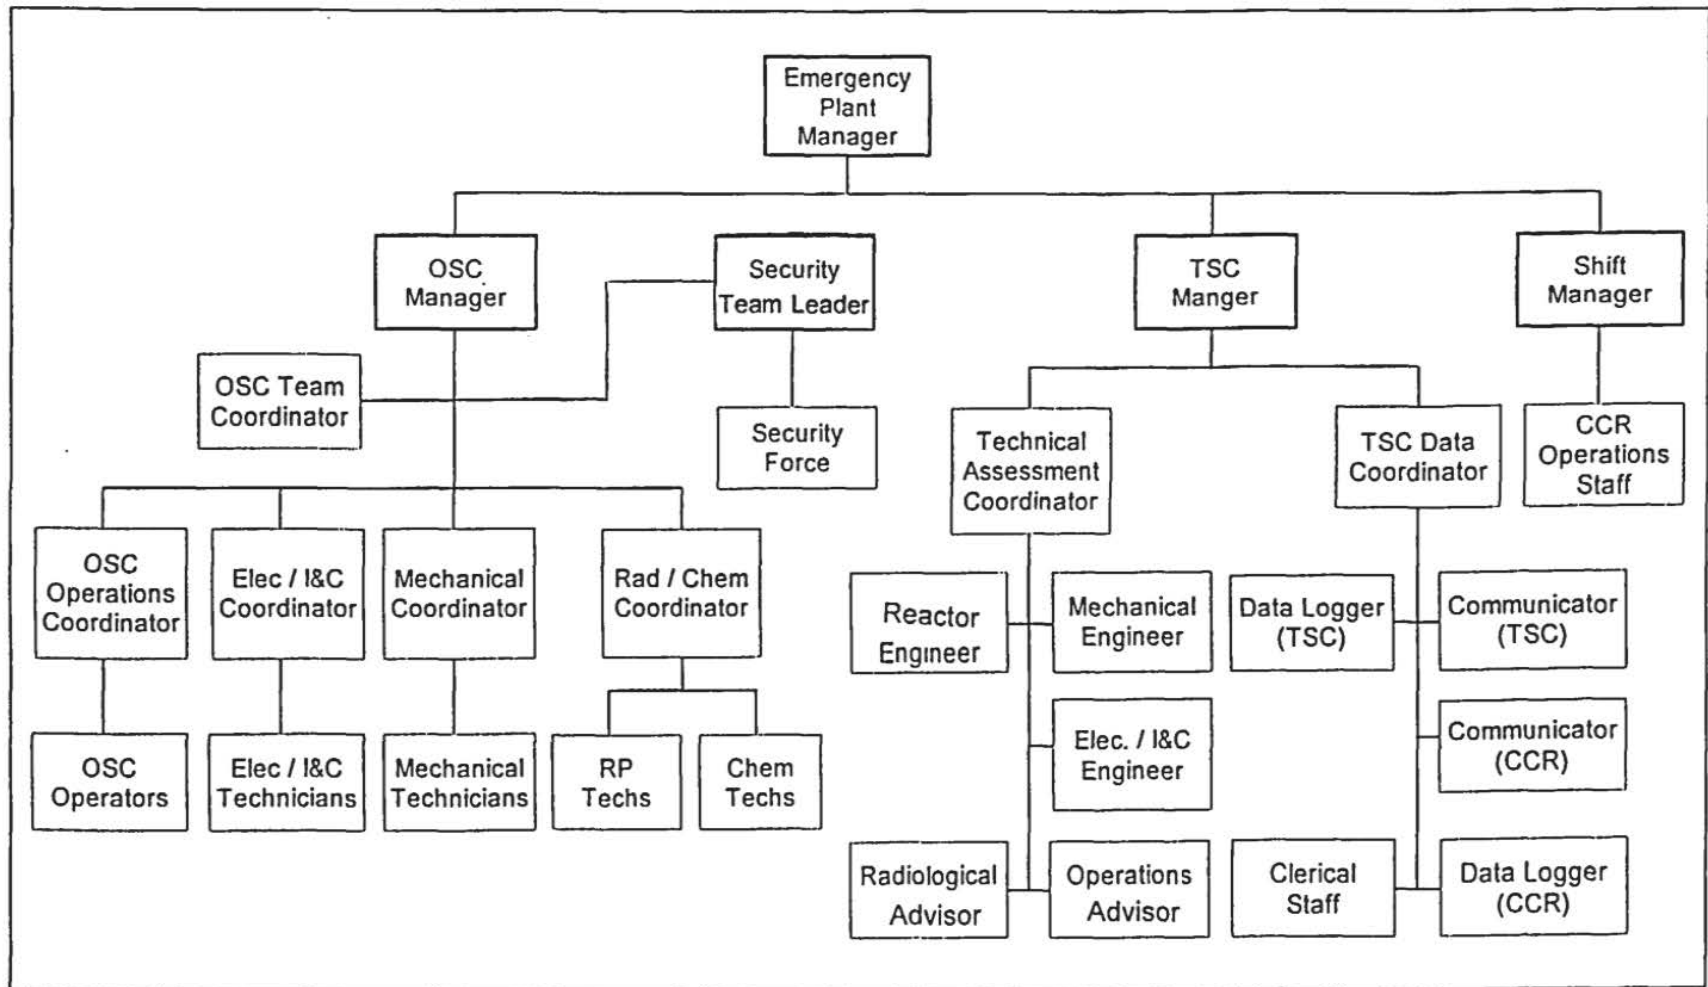 Emergency
Plant
Manager
OSC
Manager
Security
Team Leader
TSC
Manger
Shift
Manager
OSC Team
Coordinator
Security
Force
Technical
Assessment
Coordinator
TSC Data
Coordinator
CCR
Operations
Staff
OSC
Operations
Coordinator
Elec / I&C
Coordinator
Mechanical
Coordinator
Rad / Chem
Coordinator
Reactor
Engineer
Mechanical
Engineer
Data Logger
(TSC)
Communicator
(TSC)
OSC
Operators
Elec / I&C
Technicians
Mechanical
Technicians
RP
Techs
Chem
Techs
Elec. / I&C
Engineer
Communicator
(CCR)
Radiological
Advisor
Operations
Advisor
Clerical
Staff
Data Logger
(CCR)